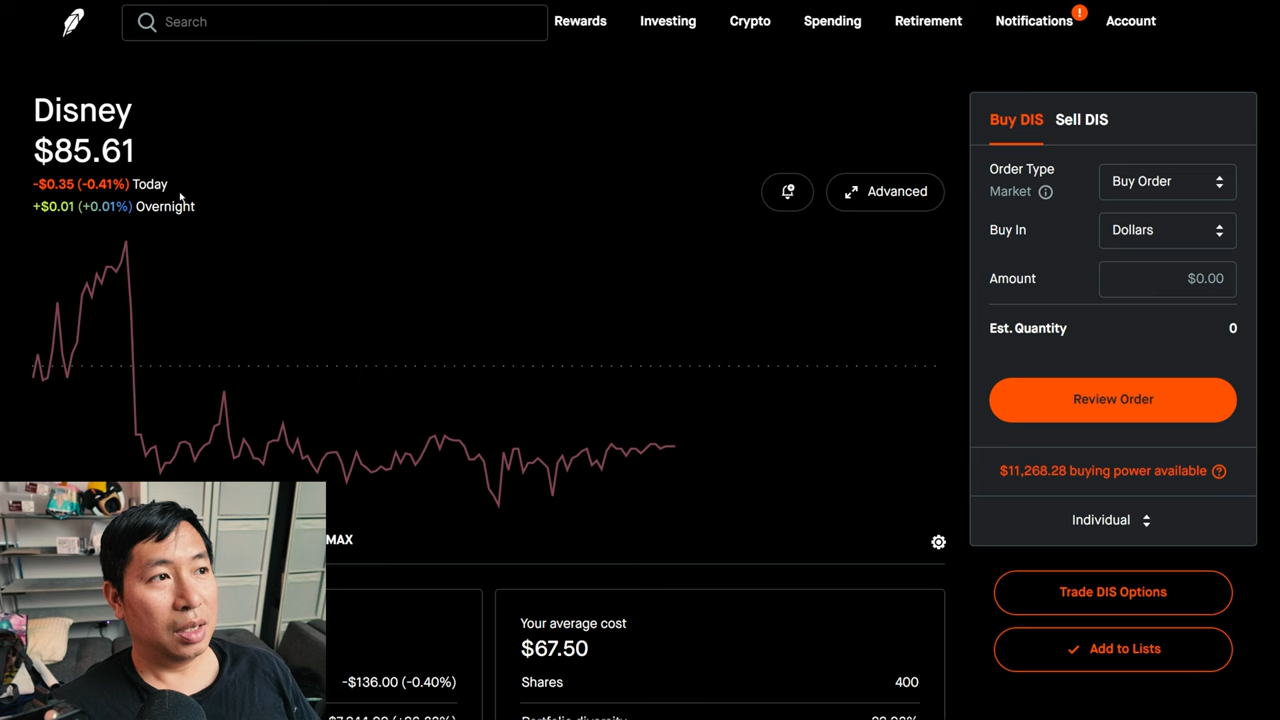 Search
Rewards
Investing
Crypto
Spending
Retirement
Notifications
!
Account
Disney
$85.61
-$0.35 (-0.41%) Today
+$0.01 (+0.01%) Overnight
Advanced
MAX
Your average cost
$67.50
-$136.00 (-0.40%)
Shares 400
Buy DIS Sell DIS
Order Type
Market
Buy Order
Buy In Dollars
Amount $0.00
Est. Quantity 0
Review Order
$11,268.28 buying power available
Individual
Trade DIS Options
Add to Lists